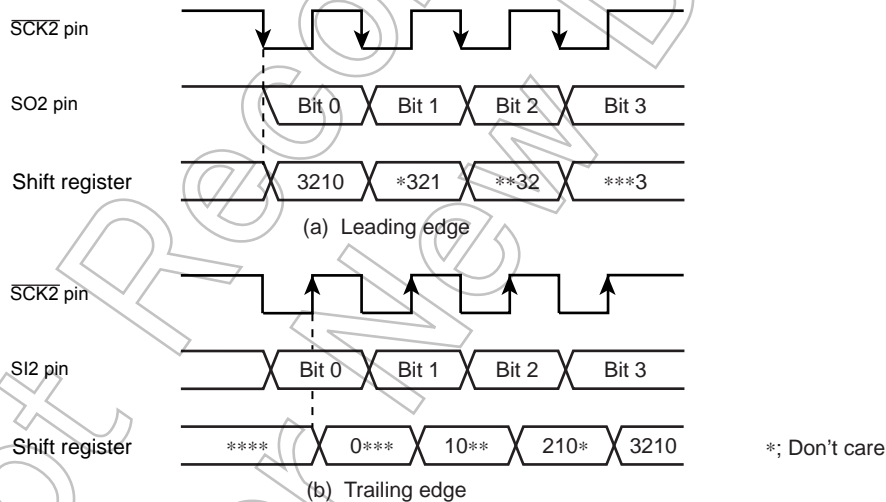 SCK2 pin
SO2 pin Bit 0 Bit 1 Bit 2 Bit 3
Shift register 3210 *321 **32 ***3
(a) Leading edge
SCK2 pin
SI2 pin Bit 0 Bit 1 Bit 2 Bit 3
Shift register **** 0*** 10** 210* 3210 *; Don't care
(b) Trailing edge